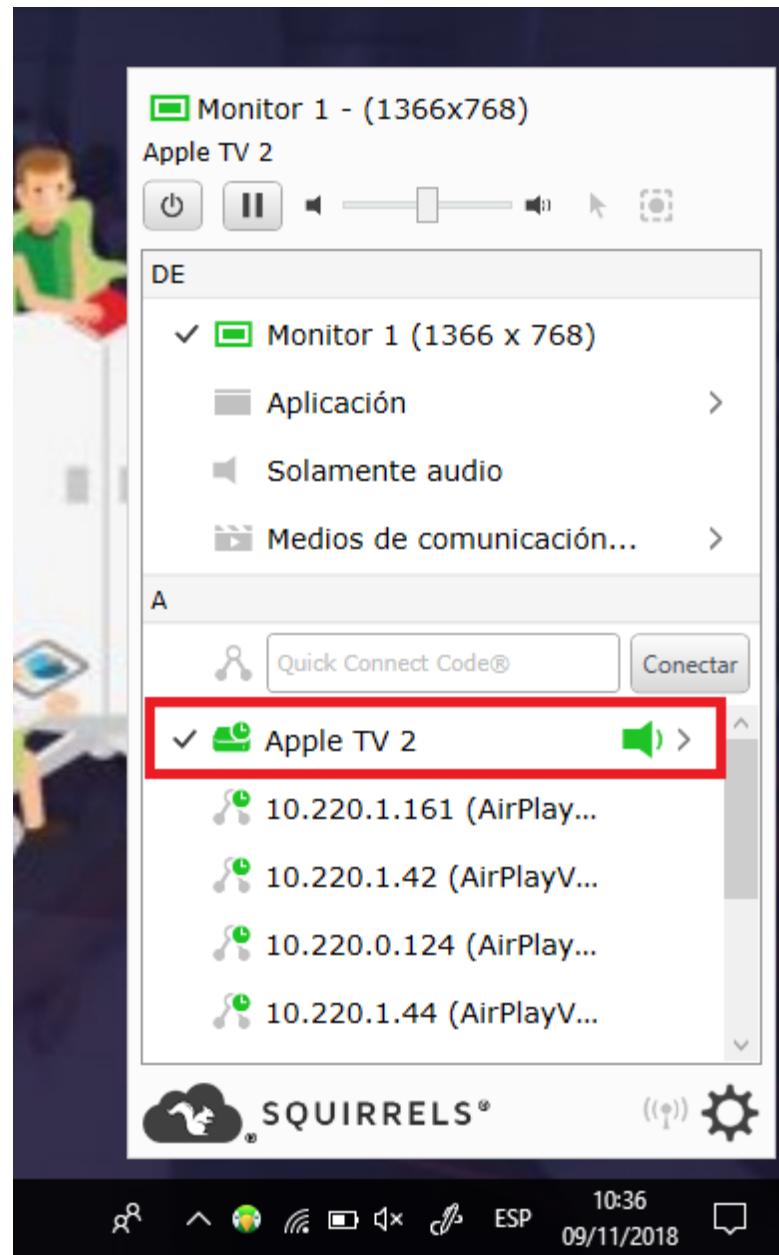 Monitor 1 - (1366x768)
Apple TV 2
DE
Monitor 1 (1366 x 768)
Aplicación
Solamente audio
Medios de comunicación...
A
Quick Connect Code®
Conectar
Apple TV 2
10.220.1.161 (AirPlay...
10.220.1.42 (AirPlayV...
10.220.0.124 (AirPlay...
10.220.1.44 (AirPlayV...
SQUIRRELS®
ESP
10:36
09/11/2018